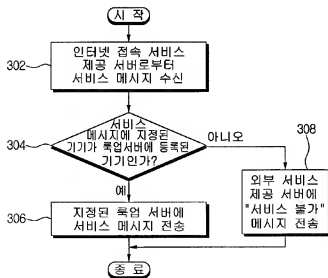 시 작
302
인터넷 접속 서비스
제공 서버로부터
서비스 메시지 수신
304
서비스
메시지에 지정된
기기가 룩업서버에 등록된
기기인가?
아니오
예
308
외부 서비스
제공 서버에
"서비스 불가"
메시지 전송
306
지정된 룩업 서버에
서비스 메시지 전송
종 료